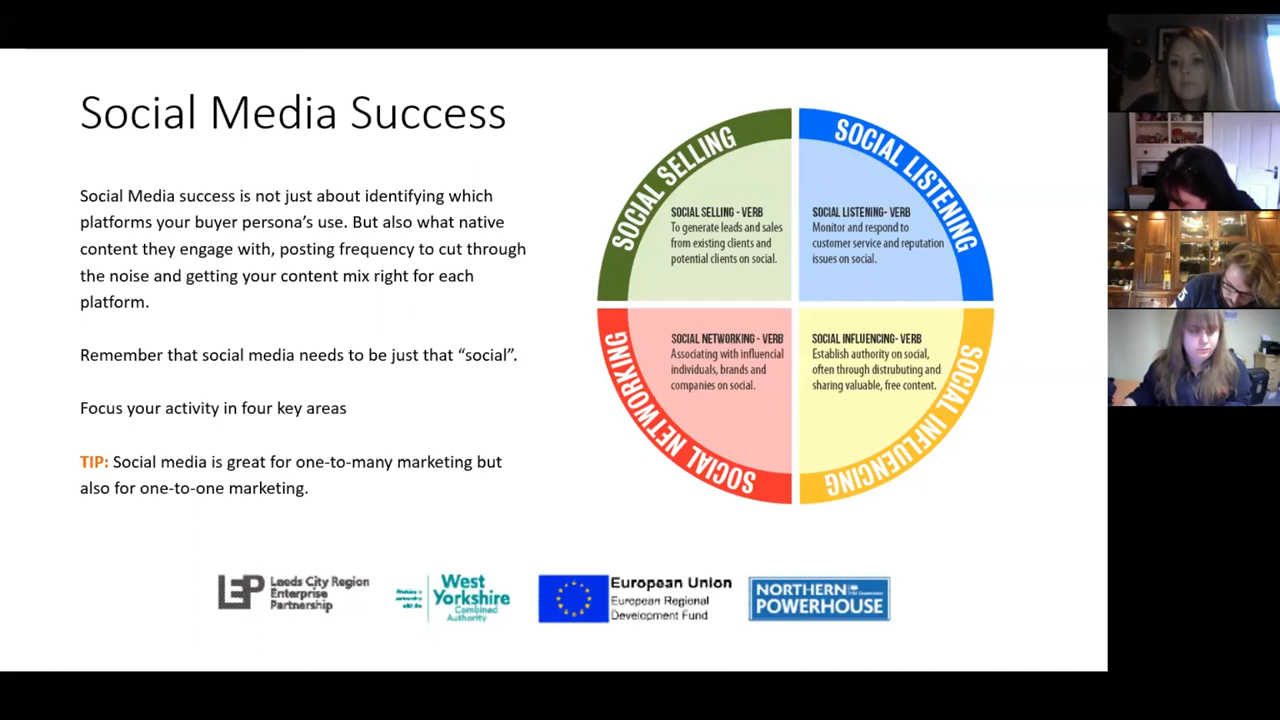 Social Media Success
Social Media success is not just about identifying which
platforms your buyer persona's use. But also what native
content they engage with, posting frequency to cut through
the noise and getting your content mix right for each
platform.
Remember that social media needs to be just that “social”.
Focus your activity in four key areas
TIP: Social media is great for one-to-many marketing but
also for one-to-one marketing.
SOCIAL SELLING
SOCIAL SELLING - VERB
To generate leads and sales
from existing clients and
potential clients on social.
SOCIAL LISTENING
SOCIAL LISTENING- VERB
Monitor and respond to
customer service and reputation
issues on social.
SOCIAL NETWORKING
SOCIAL NETWORKING - VERB
Associating with influencial
individuals, brands and
companies on social.
SOCIAL INFLUENCING
SOCIAL INFLUENCING- VERB
Establish authority on social,
often through distrubuting and
sharing valuable, free content.
LEP
Leeds City Region
Enterprise
Partnership
Working in
partnership
with the
West
Yorkshire
Combined
Authority
European Union
European Regional
Development Fund
NORTHERN
POWERHOUSE